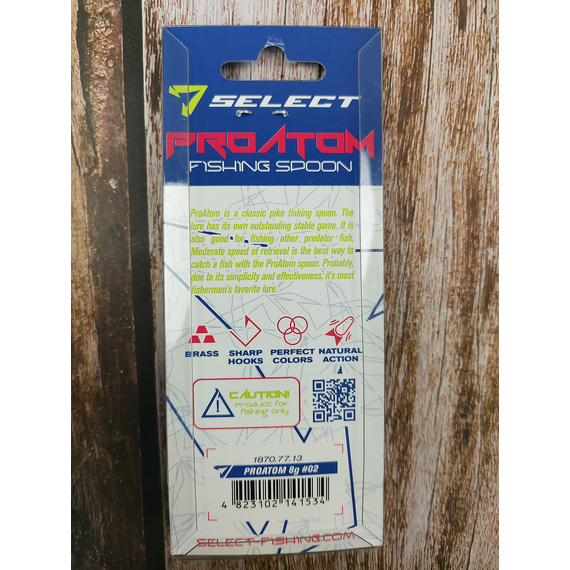 SELECT
PROATOM
FISHING SPOON
ProAtom is a classic pike fishing spoon. The
lure has its own outstanding stable game. It is
also good for fishing other predator fish.
Moderate speed of retrieval is the best way to
catch a fish with the ProAtom spoon. Probably,
due to its simplicity and effectiveness, it's most
fishermen's favorite lure.
BRASS
SHARP
HOOKS
PERFECT
COLORS
NATURAL
ACTION
CAUTION!
Product for
fishing only
1870.77.13
PROATOM 8g #02
4 823102 141534
SELECT-FISHING.COM